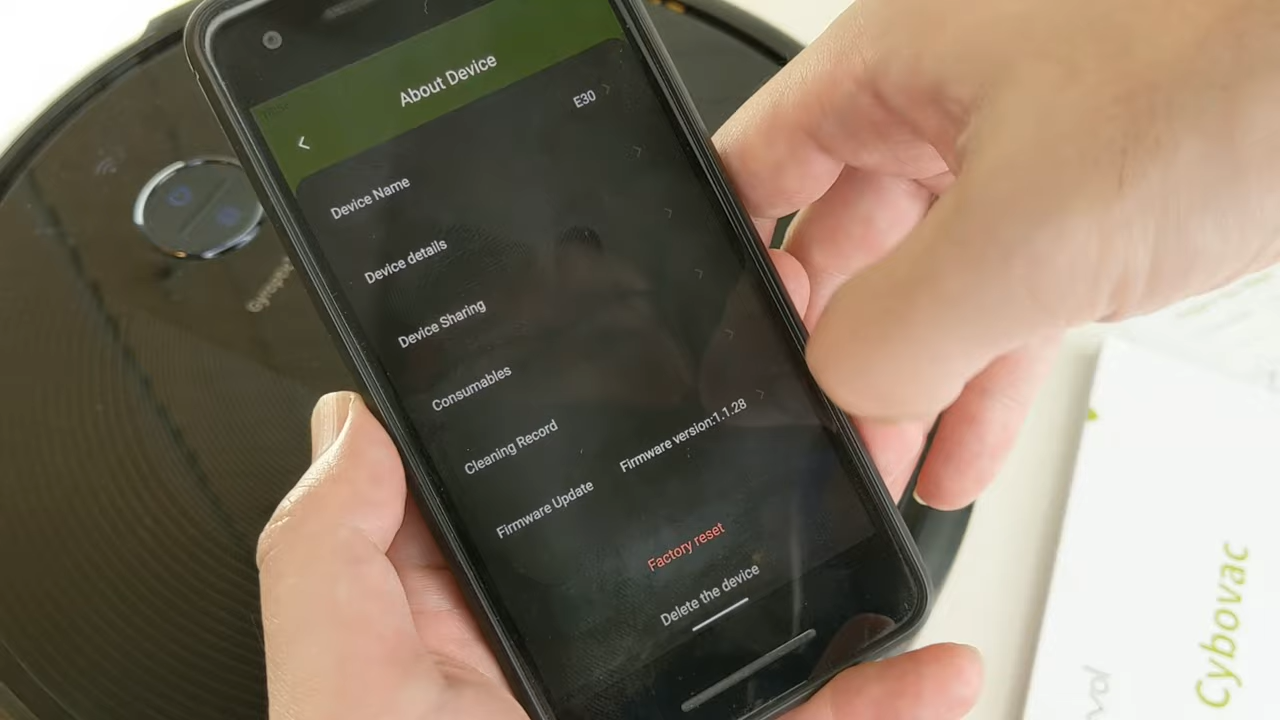 About Device
Device Name
E30
Device details
Device Sharing
Consumables
Cleaning Record
Firmware Update
Firmware version:1.1.28
Factory reset
Delete the device
Cybovac